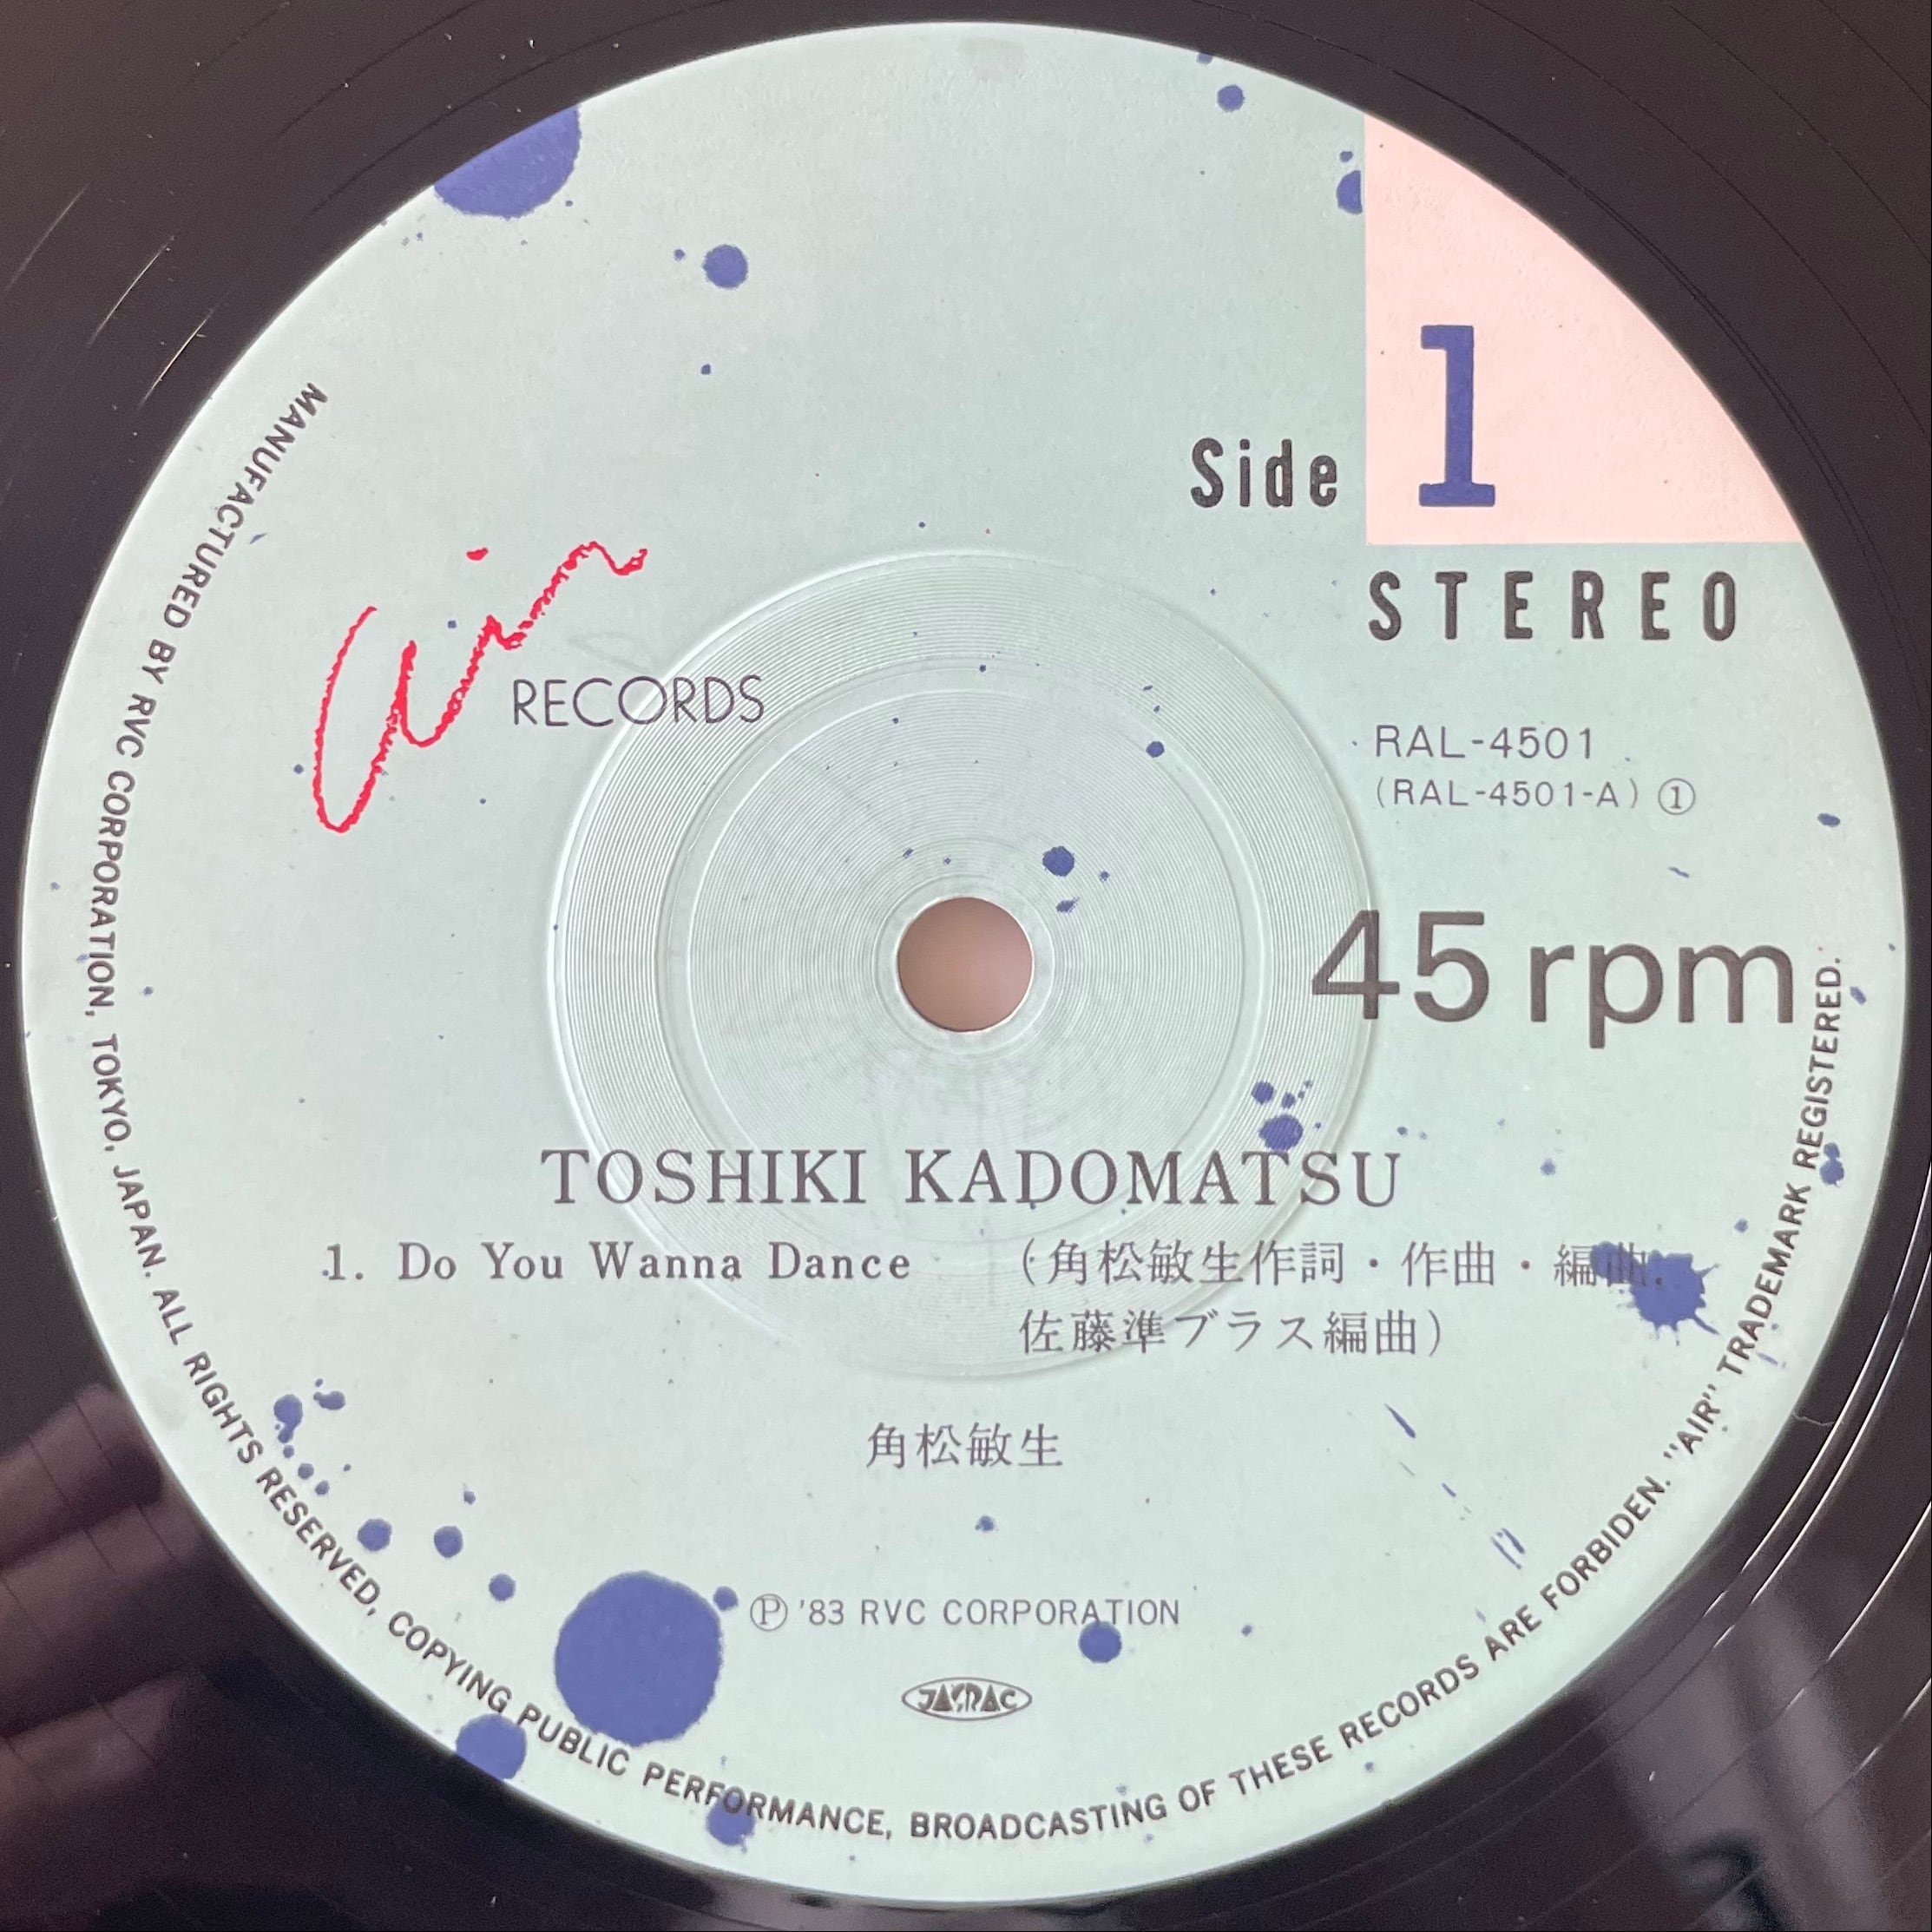 Side 1
STEREO
air RECORDS
RAL-4501
(RAL-4501-A) ①
45 rpm
TOSHIKI KADOMATSU
1. Do You Wanna Dance (角松敏生作詞・作曲・編曲,
佐藤準ブラス編曲)
角松敏生
Ⓟ '83 RVC CORPORATION
JASRAC
MANUFACTURED BY RVC CORPORATION, TOKYO, JAPAN. ALL RIGHTS RESERVED, COPYING PUBLIC PERFORMANCE, BROADCASTING OF THESE RECORDS ARE FORBIDEN. "AIR" TRADEMARK REGISTERED.